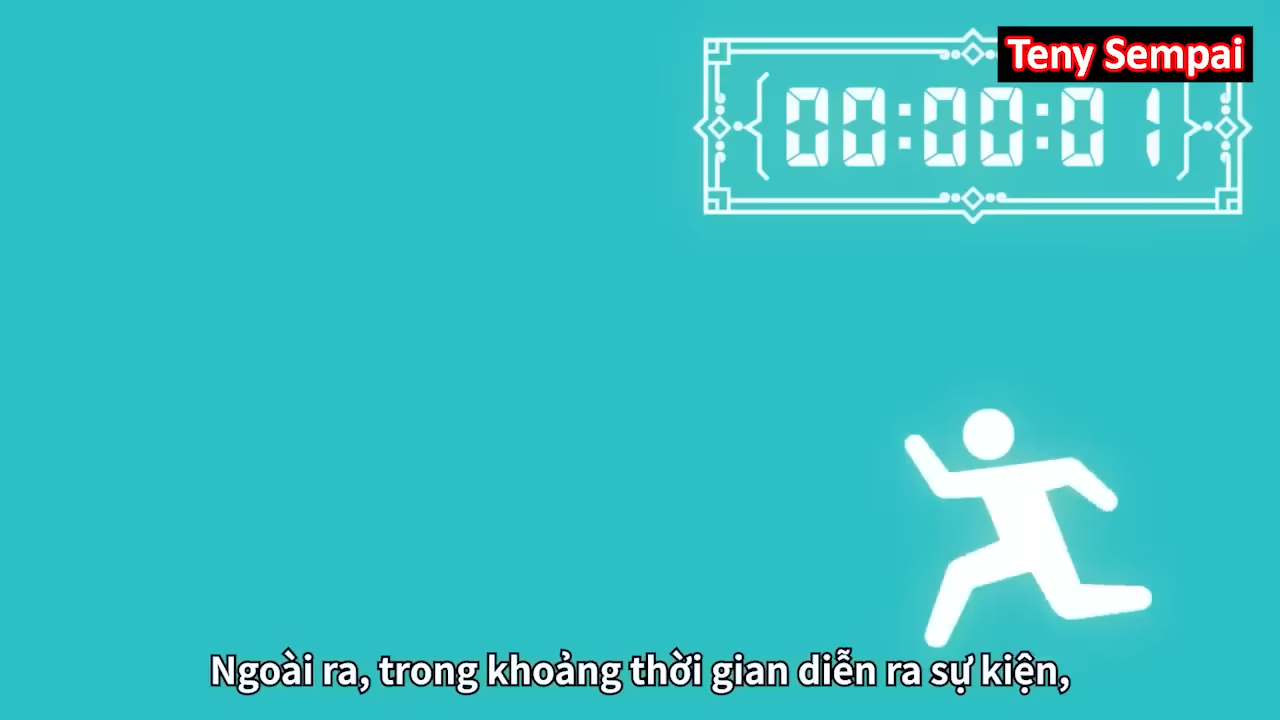 Teny Sempai
00:00:01
Ngoài ra, trong khoảng thời gian diễn ra sự kiện,